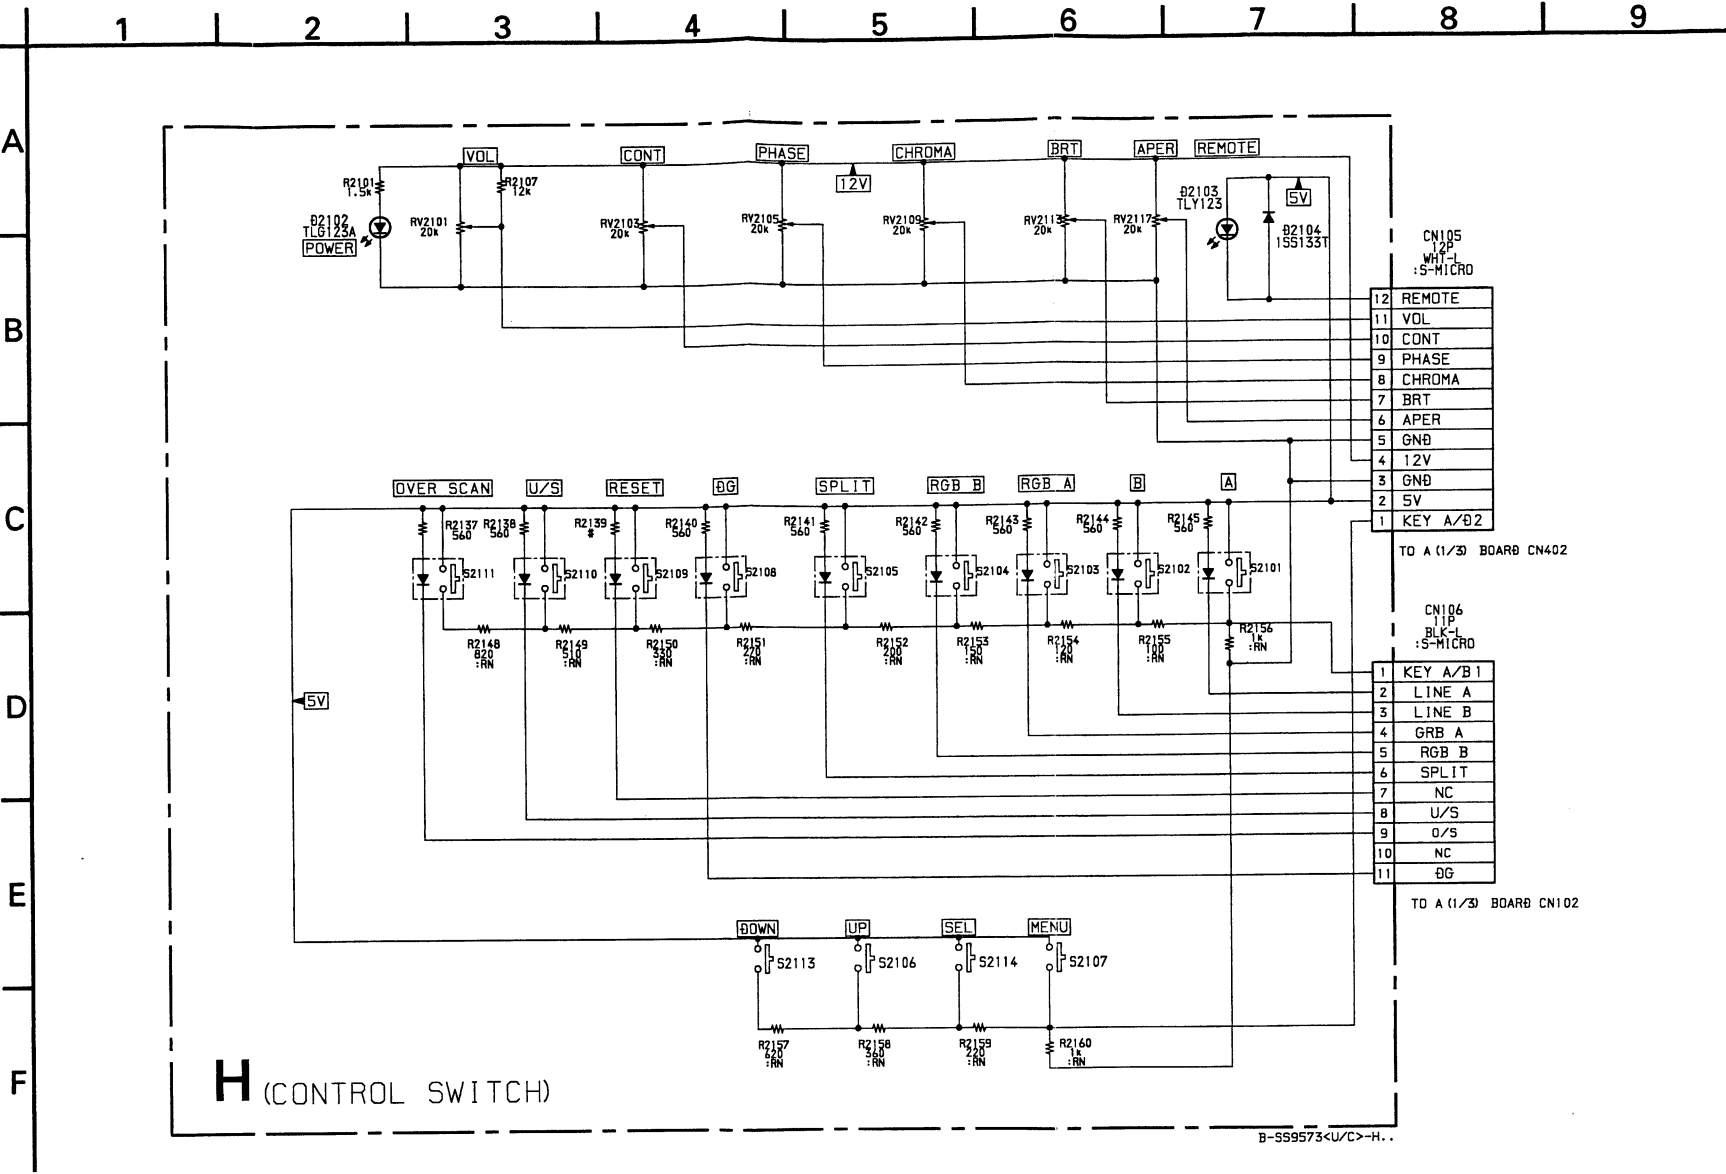 1 2 3 4 5 6 7 8 9
A
B
C
D
E
F
VOL CONT PHASE CHROMA BRT APER REMOTE
12V
5V
R2101
1.5k
R2107
12k
D2102
TLG123A
POWER
RV2101
20k
RV2103
20k
RV2105
20k
RV2109
20k
RV2113
20k
RV2117
20k
D2103
TLY123
D2104
1SS133T
CN105
12P
WHT-L
:S-MICRO
12 REMOTE
11 VOL
10 CONT
9 PHASE
8 CHROMA
7 BRT
6 APER
5 GND
4 12V
3 GND
2 5V
1 KEY A/D2
TO A (1/3) BOARD CN402
OVER SCAN U/S RESET DG SPLIT RGB B RGB A B A
R2137
560
R2138
560
R2139
#
R2140
560
R2141
560
R2142
560
R2143
560
R2144
560
R2145
560
S2111 S2110 S2109 S2108 S2105 S2104 S2103 S2102 S2101
R2148
820
:RN
R2149
510
:RN
R2150
330
:RN
R2151
270
:RN
R2152
200
:RN
R2153
150
:RN
R2154
120
:RN
R2155
100
:RN
R2156
1k
:RN
5V
CN106
11P
BLK-L
:S-MICRO
1 KEY A/B1
2 LINE A
3 LINE B
4 GRB A
5 RGB B
6 SPLIT
7 NC
8 U/S
9 O/S
10 NC
11 DG
TO A (1/3) BOARD CN102
DOWN UP SEL MENU
S2113 S2106 S2114 S2107
R2157
620
:RN
R2158
360
:RN
R2159
220
:RN
R2160
1k
:RN
H (CONTROL SWITCH)
B-SS9573<U/C>-H..